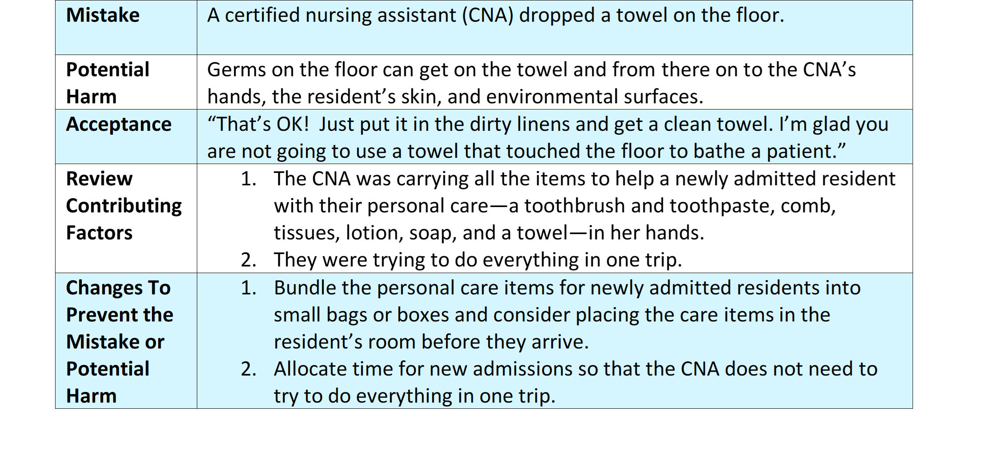 Mistake
A certified nursing assistant (CNA) dropped a towel on the floor.
Potential
Harm
Germs on the floor can get on the towel and from there on to the CNA’s
hands, the resident’s skin, and environmental surfaces.
Acceptance
“That’s OK!  Just put it in the dirty linens and get a clean towel. I’m glad you
are not going to use a towel that touched the floor to bathe a patient.”
Review
Contributing
Factors
1. The CNA was carrying all the items to help a newly admitted resident
with their personal care—a toothbrush and toothpaste, comb,
tissues, lotion, soap, and a towel—in her hands.
2. They were trying to do everything in one trip.
Changes To
Prevent the
Mistake or
Potential
Harm
1. Bundle the personal care items for newly admitted residents into
small bags or boxes and consider placing the care items in the
resident’s room before they arrive.
2. Allocate time for new admissions so that the CNA does not need to
try to do everything in one trip.